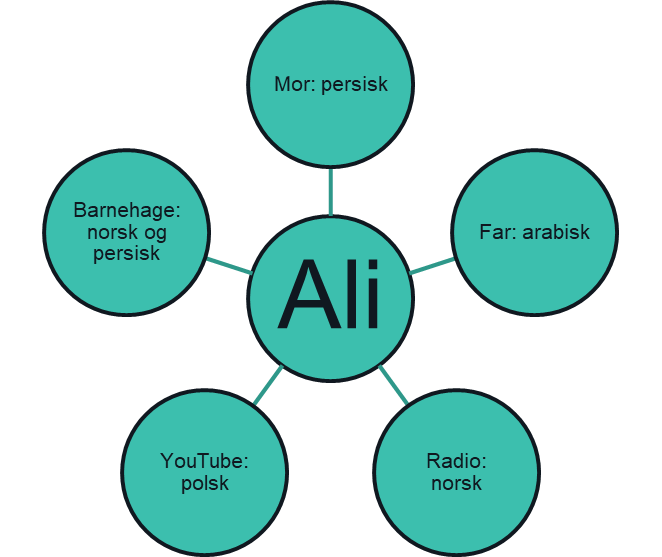 Mor: persisk
Barnehage:
norsk og
persisk
Far: arabisk
Ali
YouTube:
polsk
Radio:
norsk